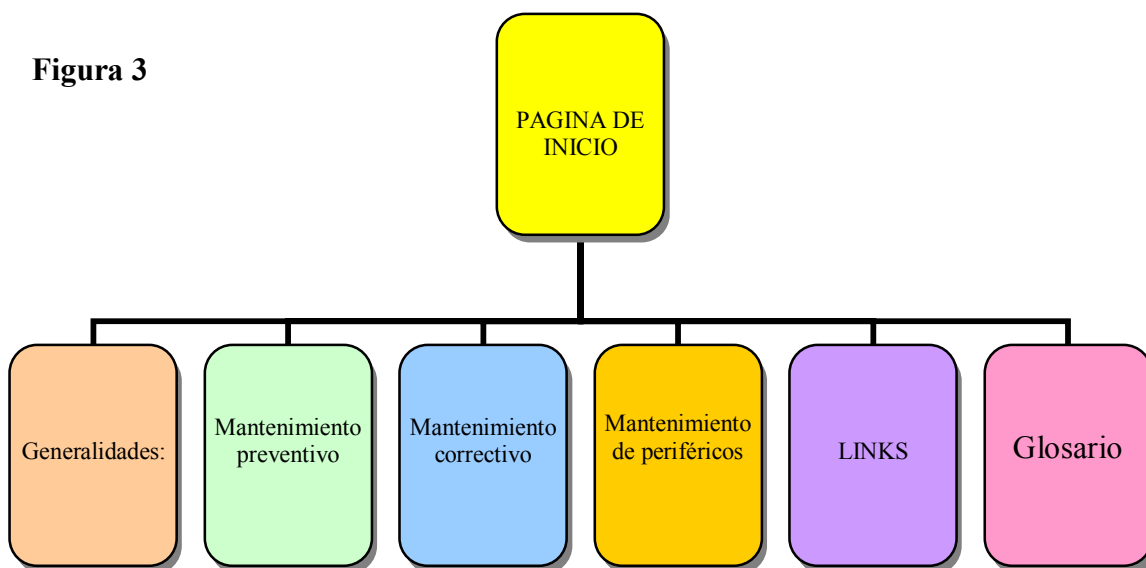 Figura 3
PAGINA DE
INICIO
Generalidades:
Mantenimiento
preventivo
Mantenimiento
correctivo
Mantenimiento
de periféricos
LINKS
Glosario